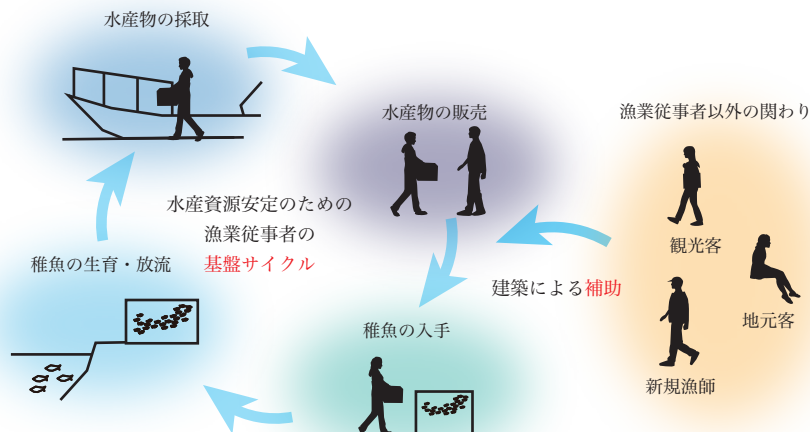 水産物の採取
水産物の販売
漁業従事者以外の関わり
水産資源安定のための
漁業従事者の
基盤サイクル
観光客
稚魚の生育・放流
建築による補助
地元客
稚魚の入手
新規漁師